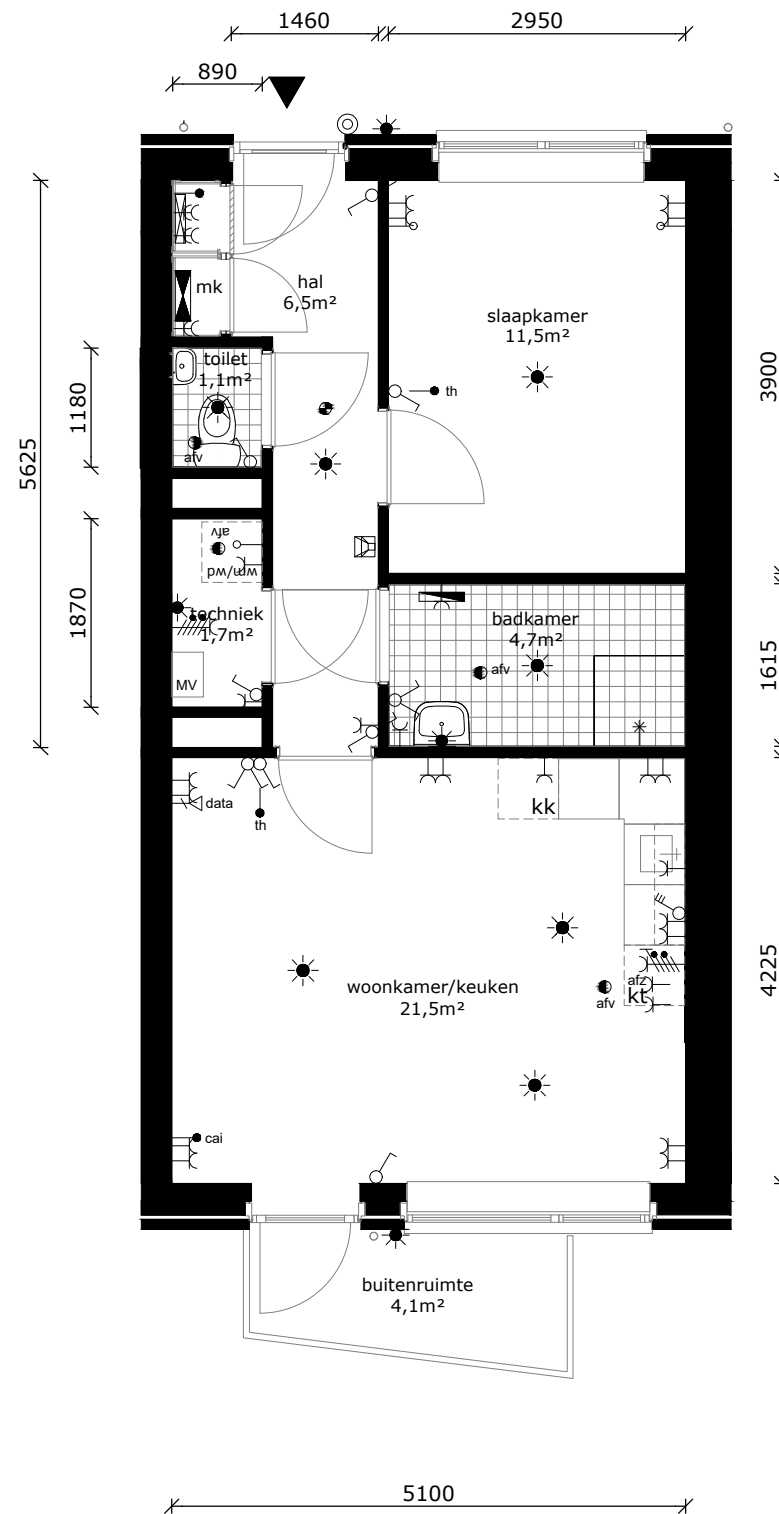 1460
2950
890
hal
6,5m²
mk
slaapkamer
11,5m²
toilet
1,1m²
th
3900
1180
5625
afv
afv
wm/wd
techniek
1,7m²
1870
badkamer
4,7m²
afv
1615
MV
data
th
kk
woonkamer/keuken
21,5m²
afz
kt
afv
4225
cai
buitenruimte
4,1m²
5100